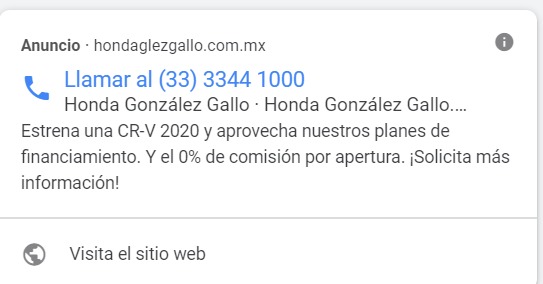 Anuncio · hondaglezgallo.com.mx
Llamar al (33) 3344 1000
Honda González Gallo · Honda González Gallo....
Estrena una CR-V 2020 y aprovecha nuestros planes de
financiamiento. Y el 0% de comisión por apertura. ¡Solicita más
información!
Visita el sitio web